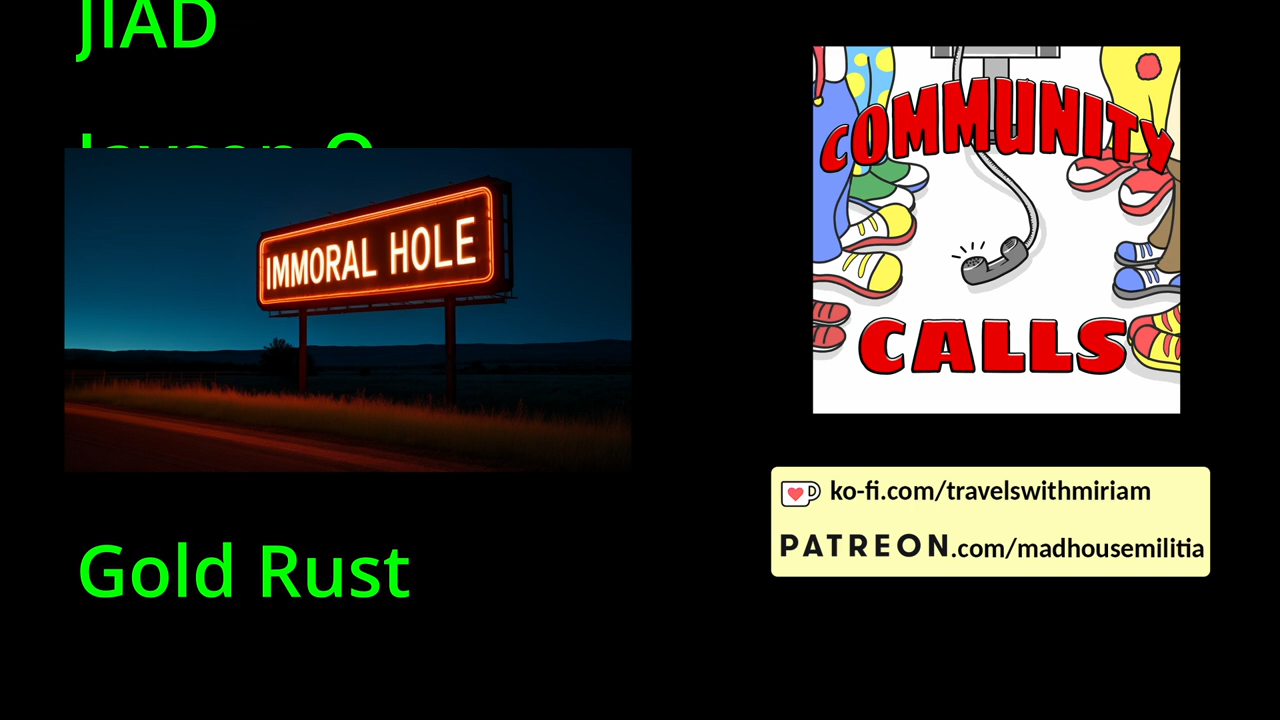 JIAD
IMMORAL HOLE
Gold Rust
COMMUNITY
CALLS
ko-fi.com/travelswithmiriam
PATREON.com/madhousemilitia